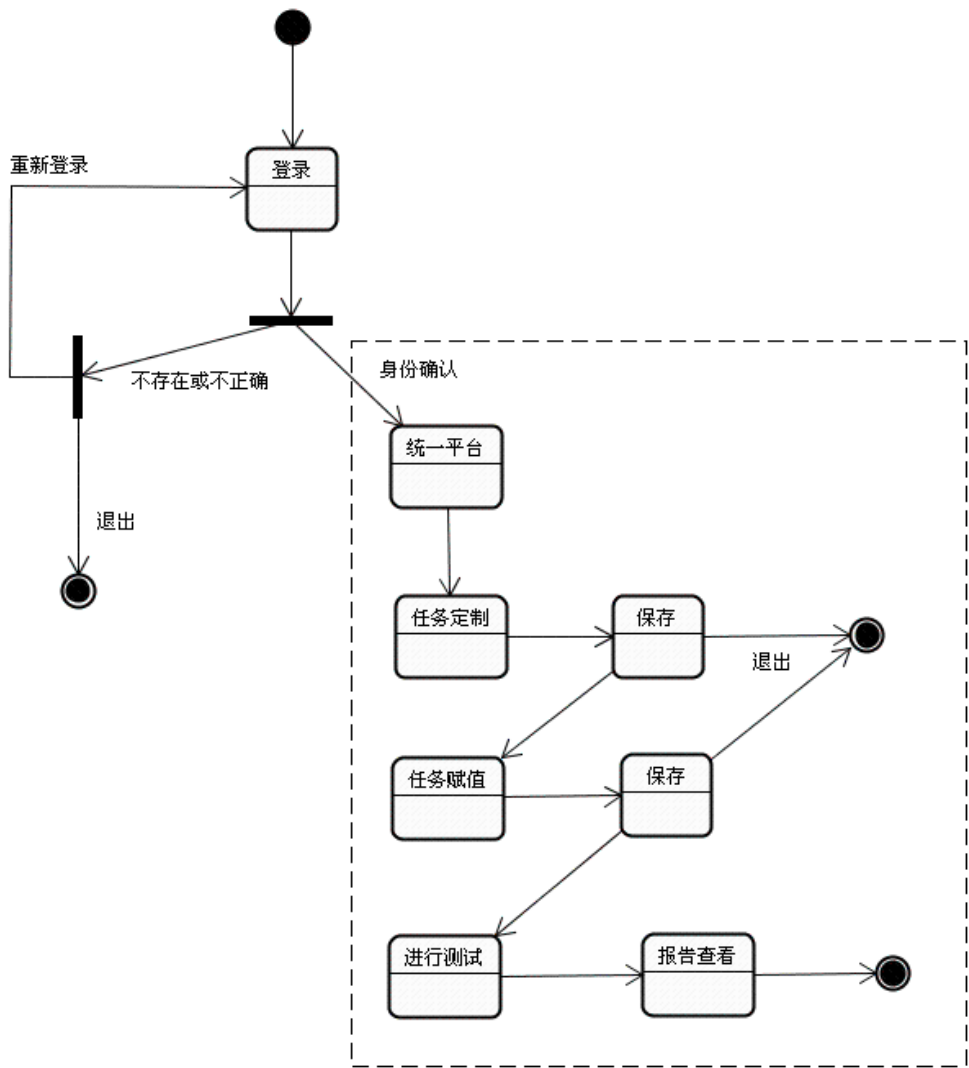 登录
重新登录
身份确认
不存在或不正确
统一平台
退出
任务定制
保存
退出
任务赋值
保存
进行测试
报告查看